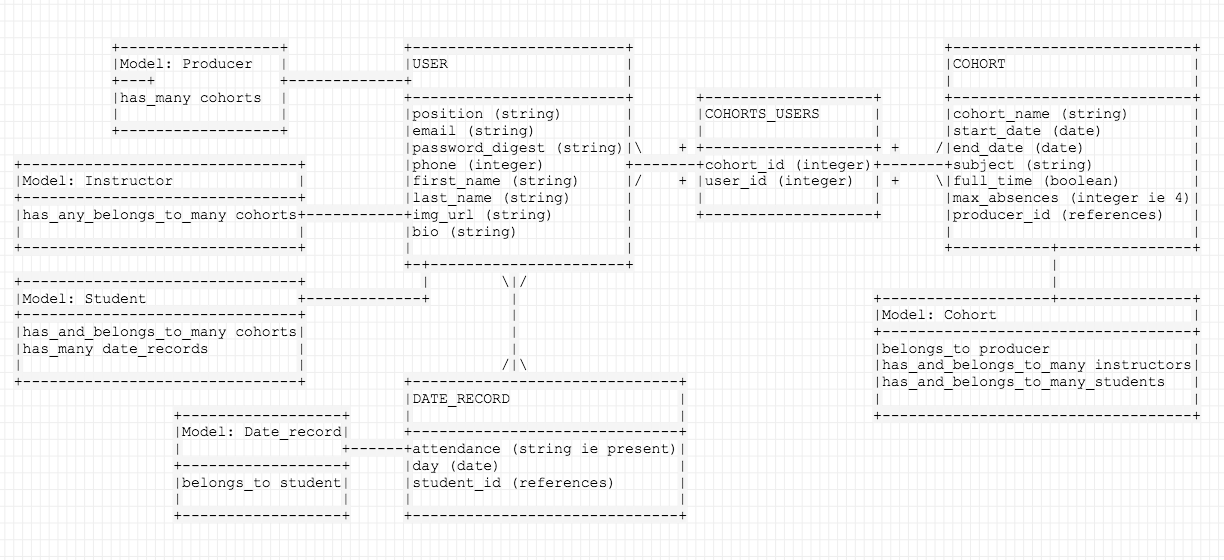 Model: Producer
has_many cohorts
Model: Instructor
has_any_belongs_to_many cohorts
Model: Student
has_and_belongs_to_many cohorts
has_many date_records
Model: Date_record
belongs_to student
USER
position (string)
email (string)
password_digest (string)
phone (integer)
first_name (string)
last_name (string)
img_url (string)
bio (string)
DATE_RECORD
attendance (string ie present)
day (date)
student_id (references)
COHORTS_USERS
cohort_id (integer)
user_id (integer)
COHORT
cohort_name (string)
start_date (date)
end_date (date)
subject (string)
full_time (boolean)
max_absences (integer ie 4)
producer_id (references)
Model: Cohort
belongs_to producer
has_and_belongs_to_many instructors
has_and_belongs_to_many_students